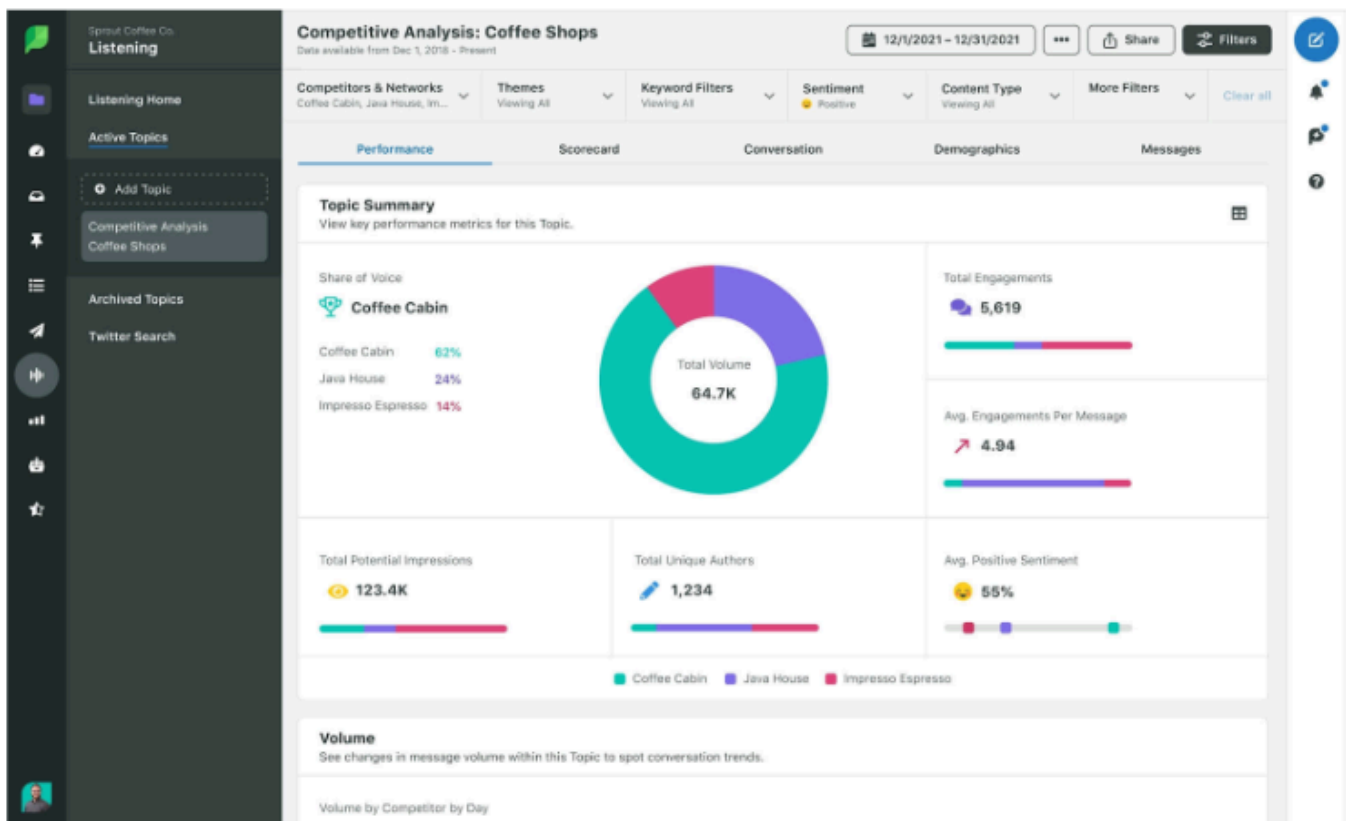 Sprout Coffee Co.
Listening
Listening Home
Active Topics
Add Topic
Competitive Analysis
Coffee Shops
Archived Topics
Twitter Search
Competitive Analysis: Coffee Shops
Data available from Dec 1, 2018 - Present
12/1/2021 - 12/31/2021
Share
Filters
Competitors & Networks
Coffee Cabin, Java House, Im...
Themes
Viewing All
Keyword Filters
Viewing All
Sentiment
Positive
Content Type
Viewing All
More Filters
Clear all
Performance
Scorecard
Conversation
Demographics
Messages
Topic Summary
View key performance metrics for this Topic.
Share of Voice
Coffee Cabin
Coffee Cabin 62%
Java House 24%
Impresso Espresso 14%
Total Volume
64.7K
Total Engagements
5,619
Avg. Engagements Per Message
4.94
Total Potential Impressions
123.4K
Total Unique Authors
1,234
Avg. Positive Sentiment
55%
Coffee Cabin
Java House
Impresso Espresso
Volume
See changes in message volume within this Topic to spot conversation trends.
Volume by Competitor by Day